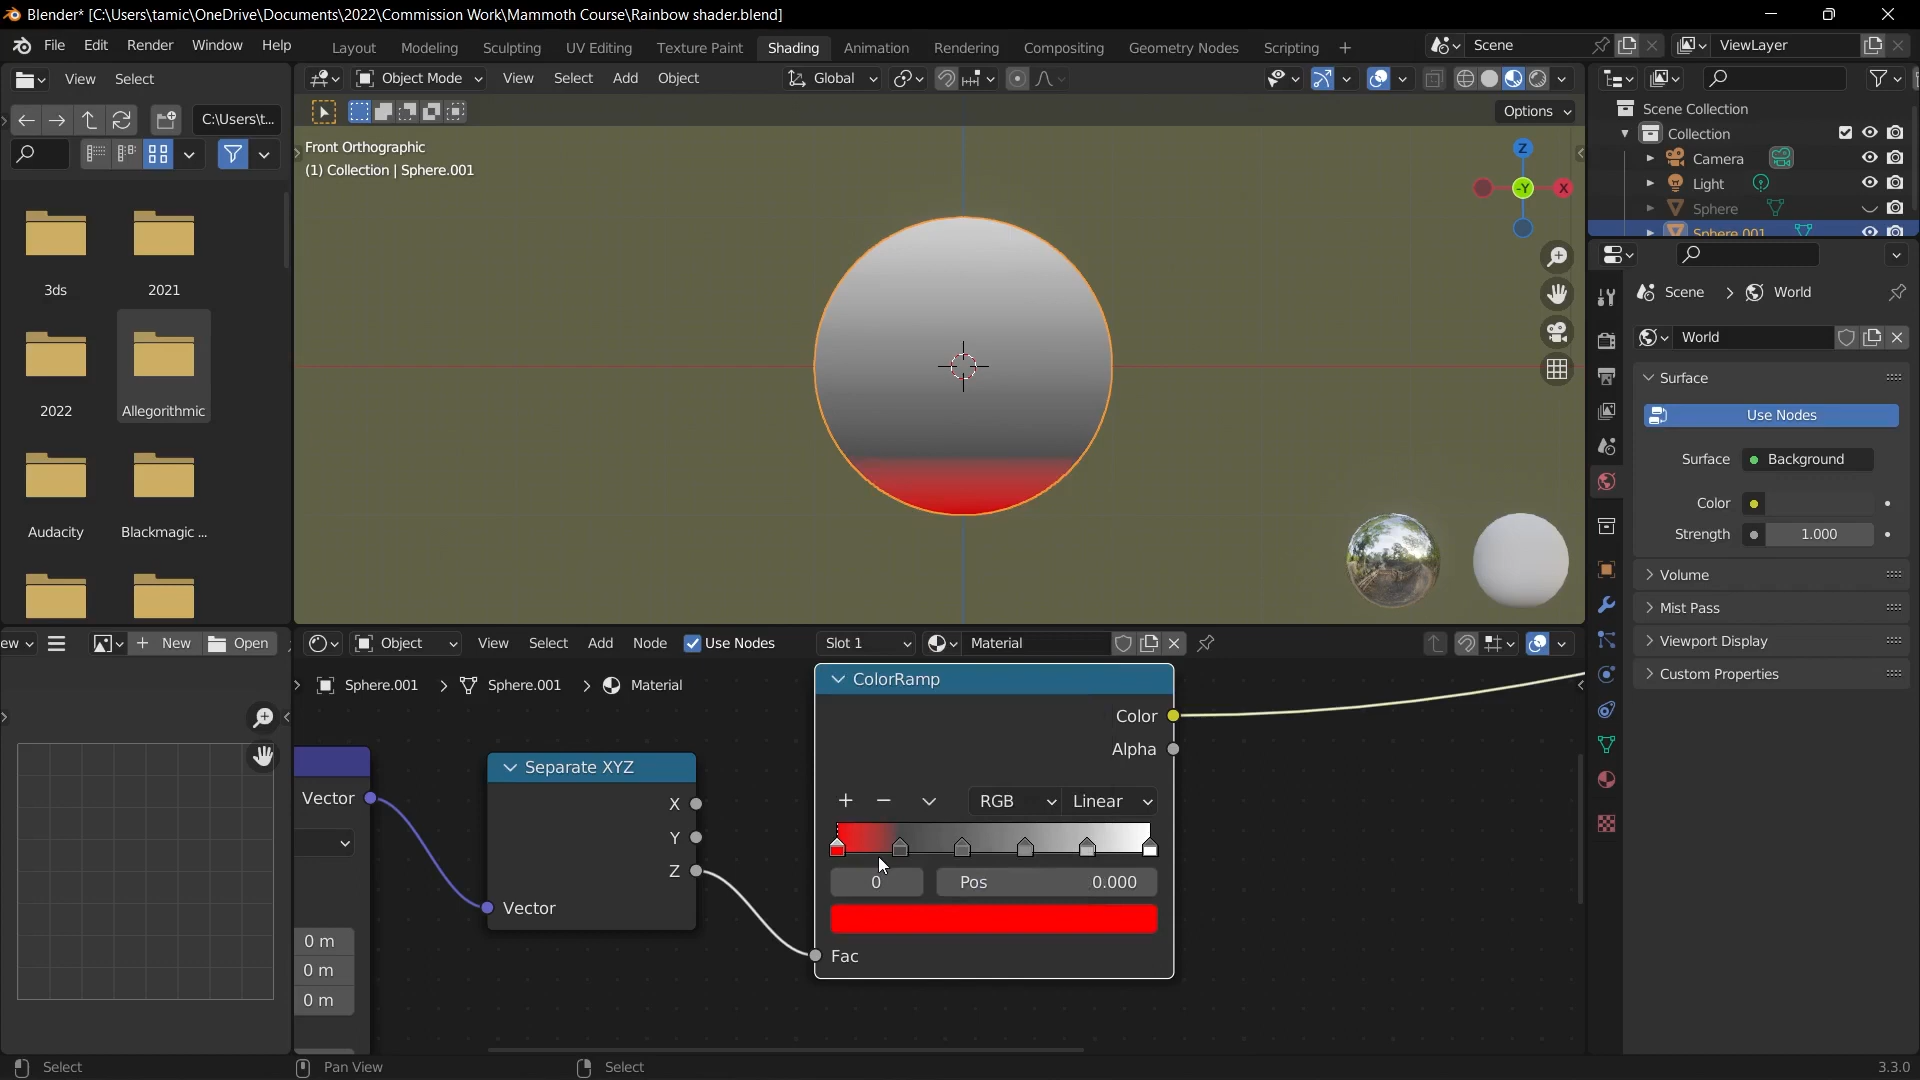 Blender* [C:\Users\tamic\OneDrive\Documents\2022\Commission Work\Mammoth Course\Rainbow shader.blend]
File Edit Render Window Help Layout Modeling Sculpting UV Editing Texture Paint Shading Animation Rendering Compositing Geometry Nodes Scripting + Scene ViewLayer
View Select Object Mode View Select Add Object Global
C:\Users\t... Options
Front Orthographic
(1) Collection | Sphere.001
Z
-Y X
3ds 2021
2022 Allegorithmic
Audacity Blackmagic ...
Scene Collection
Collection
Camera
Light
Sphere
Sphere.001
Scene > World
World
Surface
Use Nodes
Surface Background
Color
Strength 1.000
Volume
Mist Pass
Viewport Display
Custom Properties
ew + New Open Object View Select Add Node Use Nodes Slot 1 Material
Sphere.001 > Sphere.001 > Material
ColorRamp
Color
Alpha
+ − RGB Linear
0 Pos 0.000
Fac
Separate XYZ
X
Y
Z
Vector
Vector
0 m
0 m
0 m
Select Pan View Select 3.3.0